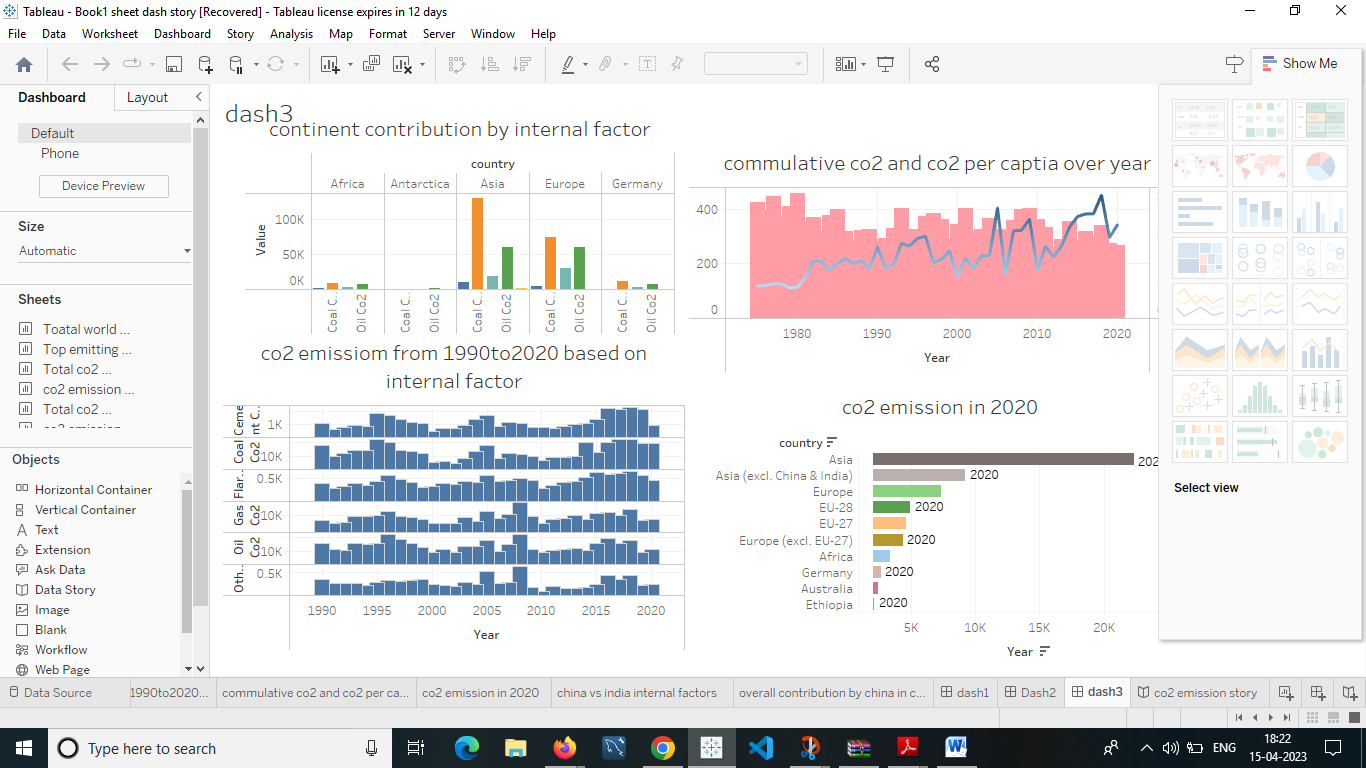 Tableau - Book1 sheet dash story [Recovered] - Tableau license expires in 12 days
File Data Worksheet Dashboard Story Analysis Map Format Server Window Help
Show Me
Dashboard Layout
Default
Phone
Device Preview
Size
Automatic
Sheets
Toatal world ...
Top emitting ...
Total co2 ...
co2 emission ...
Total co2 ...
Objects
Horizontal Container
Vertical Container
Text
Extension
Ask Data
Data Story
Image
Blank
Workflow
Web Page
dash3
continent contribution by internal factor
country
Africa Antarctica Asia Europe Germany
Value
100K
50K
0K
Coal C.. Oil Co2 Coal C.. Oil Co2 Coal C.. Oil Co2 Coal C.. Oil Co2 Coal C.. Oil Co2
commulative co2 and co2 per captia over year
400
200
0
1980 1990 2000 2010 2020
Year
co2 emissiom from 1990to2020 based on
internal factor
Ceme
nt C..
1K
Coal
Co2
10K
Flar..
0.5K
Gas
Co2
10K
Oil
Co2
10K
Oth..
0.5K
1990 1995 2000 2005 2010 2015 2020
Year
co2 emission in 2020
country
Asia
Asia (excl. China & India) 2020
Europe
EU-28 2020
EU-27
Europe (excl. EU-27) 2020
Africa
Germany 2020
Australia
Ethiopia 2020
5K 10K 15K 20K
Year
Select view
Data Source 1990to2020... commulative co2 and co2 per ca... co2 emission in 2020 china vs india internal factors overall contribution by china in c... dash1 Dash2 dash3 co2 emission story
Type here to search
ENG
18:22
15-04-2023